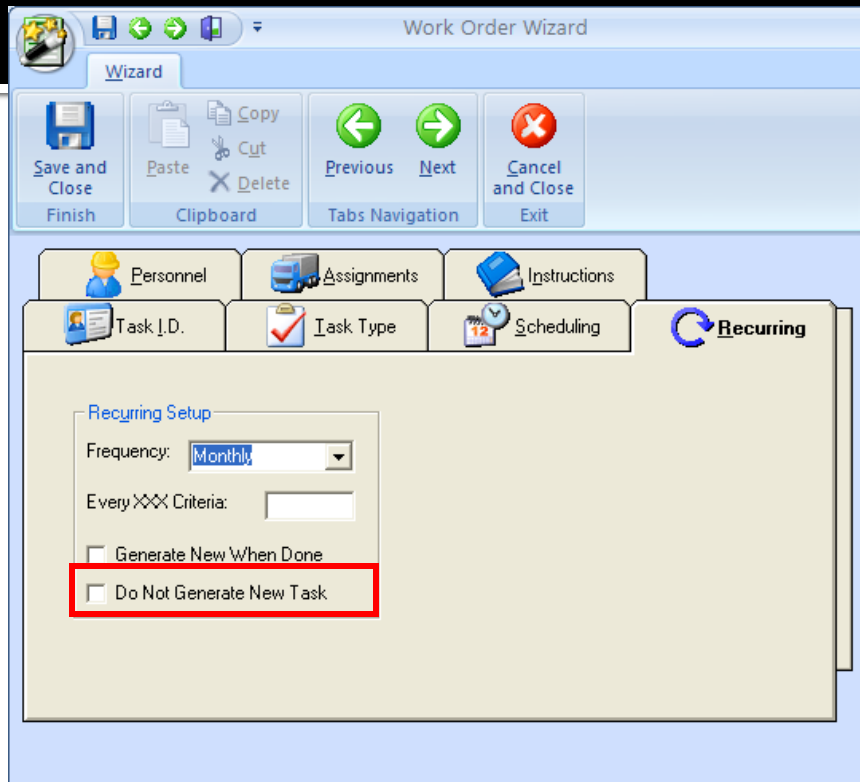 Work Order Wizard
Wizard
Save and Close
Paste
Copy
Cut
Delete
Previous
Next
Cancel and Close
Finish
Clipboard
Tabs Navigation
Exit
Personnel
Assignments
Instructions
Task I.D.
Task Type
12
Scheduling
Recurring
Recurring Setup
Frequency: Monthly
Every XXX Criteria:
Generate New When Done
Do Not Generate New Task